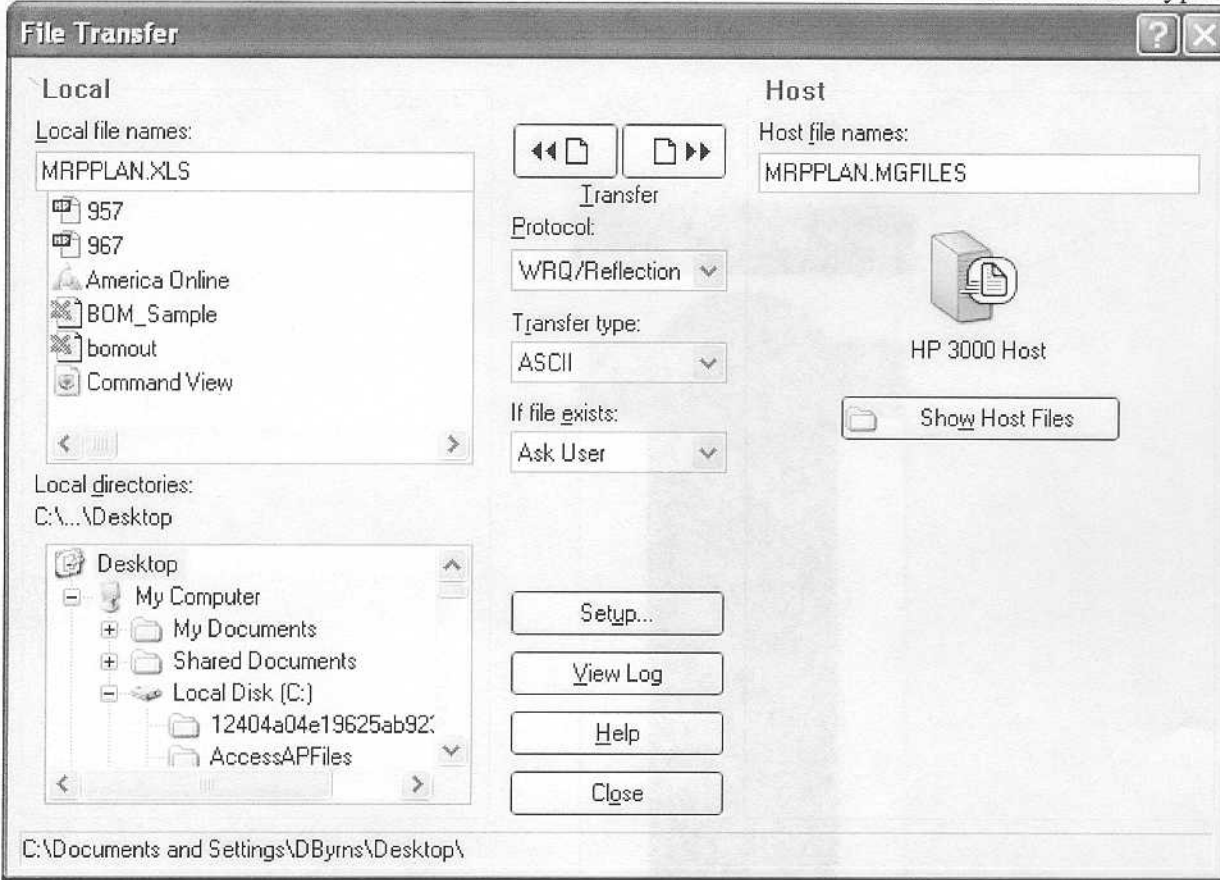 yp
File Transfer
Local
Local file names:
MRPPLAN.XLS
957
967
America Online
BOM_Sample
bomout
Command View
Local directories:
C:\...\Desktop
Desktop
My Computer
My Documents
Shared Documents
Local Disk (C:)
12404a04e19625ab92
AccessAPFiles
Transfer
Protocol:
WRQ/Reflection
Transfer type:
ASCII
If file exists:
Ask User
Setup...
View Log
Help
Close
Host
Host file names:
MRPPLAN.MGFILES
HP 3000 Host
Show Host Files
C:\Documents and Settings\DByrns\Desktop\